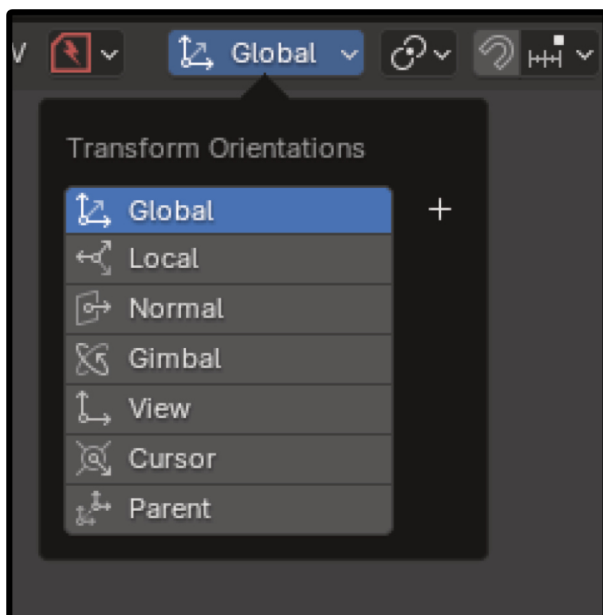 Global
Transform Orientations
Global
Local
Normal
Gimbal
View
Cursor
Parent